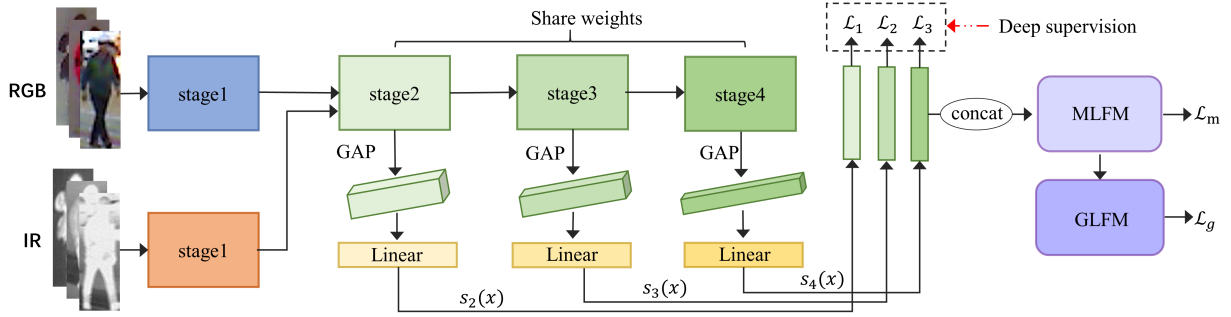 Share weights
ℒ₁ ℒ₂ ℒ₃
Deep supervision
RGB
stage1
stage2
stage3
stage4
concat
MLFM
ℒₘ
GAP
GAP
GAP
IR
stage1
GLFM
ℒ_g
Linear
Linear
Linear
s₂(x)
s₃(x)
s₄(x)